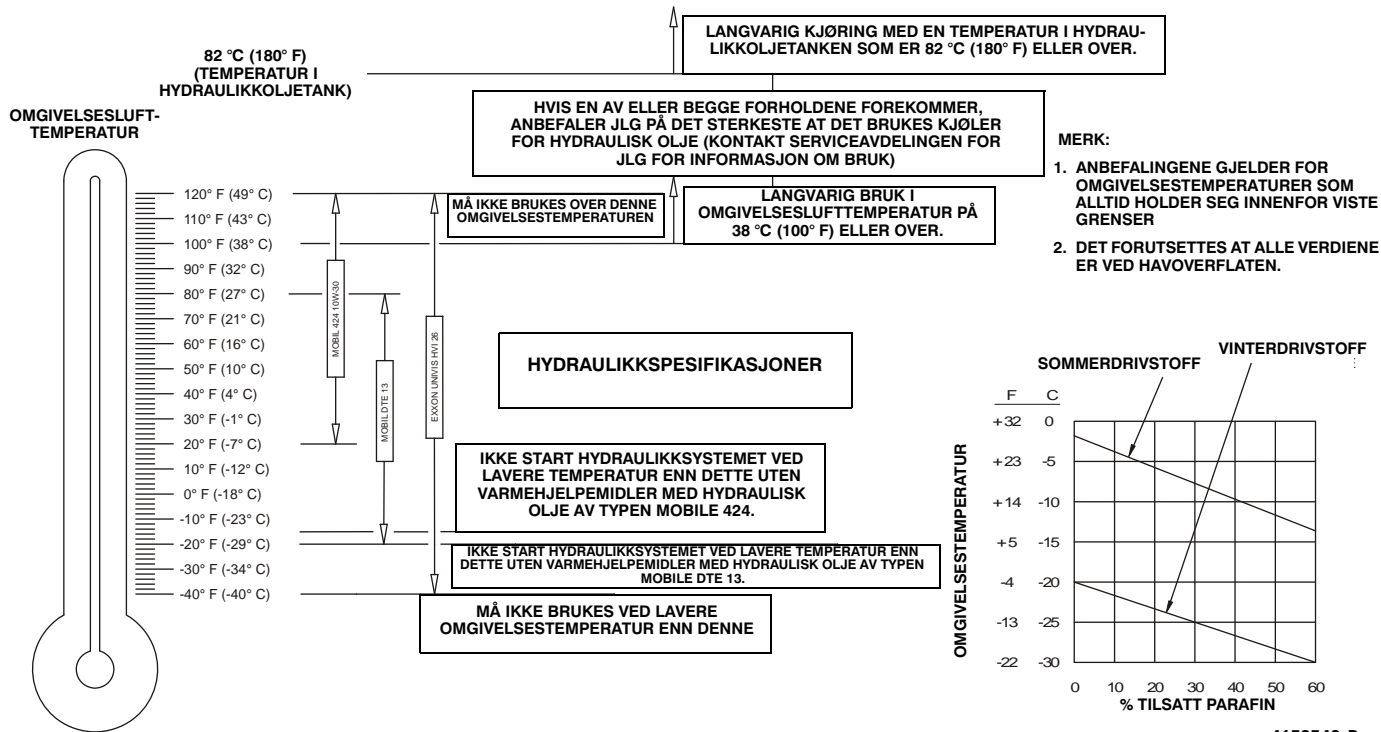 82 °C (180° F)
(TEMPERATUR I
HYDRAULIKKOLJETANK)
LANGVARIG KJØRING MED EN TEMPERATUR I HYDRAU-
LIKKOLJETANKEN SOM ER 82 °C (180° F) ELLER OVER.
OMGIVELSESLUFT-
TEMPERATUR
HVIS EN AV ELLER BEGGE FORHOLDENE FOREKOMMER,
ANBEFALER JLG PÅ DET STERKESTE AT DET BRUKES KJØLER
FOR HYDRAULISK OLJE (KONTAKT SERVICEAVDELINGEN FOR
JLG FOR INFORMASJON OM BRUK)
MERK:
1. ANBEFALINGENE GJELDER FOR
OMGIVELSESTEMPERATURER SOM
ALLTID HOLDER SEG INNENFOR VISTE
GRENSER
2. DET FORUTSETTES AT ALLE VERDIENE
ER VED HAVOVERFLATEN.
120° F (49° C)
110° F (43° C)
100° F (38° C)
90° F (32° C)
80° F (27° C)
70° F (21° C)
60° F (16° C)
50° F (10° C)
40° F (4° C)
30° F (-1° C)
20° F (-7° C)
10° F (-12° C)
0° F (-18° C)
-10° F (-23° C)
-20° F (-29° C)
-30° F (-34° C)
-40° F (-40° C)
MOBIL 424 10W-30
MOBIL DTE 13
EXXON UNIVIS HVI 26
MÅ IKKE BRUKES OVER DENNE
OMGIVELSESTEMPERATUREN
LANGVARIG BRUK I
OMGIVELSESLUFTTEMPERATUR PÅ
38 °C (100° F) ELLER OVER.
HYDRAULIKKSPESIFIKASJONER
IKKE START HYDRAULIKKSYSTEMET VED
LAVERE TEMPERATUR ENN DETTE UTEN
VARMEHJELPEMIDLER MED HYDRAULISK
OLJE AV TYPEN MOBILE 424.
IKKE START HYDRAULIKKSYSTEMET VED LAVERE TEMPERATUR ENN
DETTE UTEN VARMEHJELPEMIDLER MED HYDRAULISK OLJE AV TYPEN
MOBILE DTE 13.
MÅ IKKE BRUKES VED LAVERE
OMGIVELSESTEMPERATUR ENN DENNE
SOMMERDRIVSTOFF
VINTERDRIVSTOFF
F C
+32 0
+23 -5
+14 -10
+5 -15
-4 -20
-13 -25
-22 -30
OMGIVELSESTEMPERATUR
0 10 20 30 40 50 60
% TILSATT PARAFIN